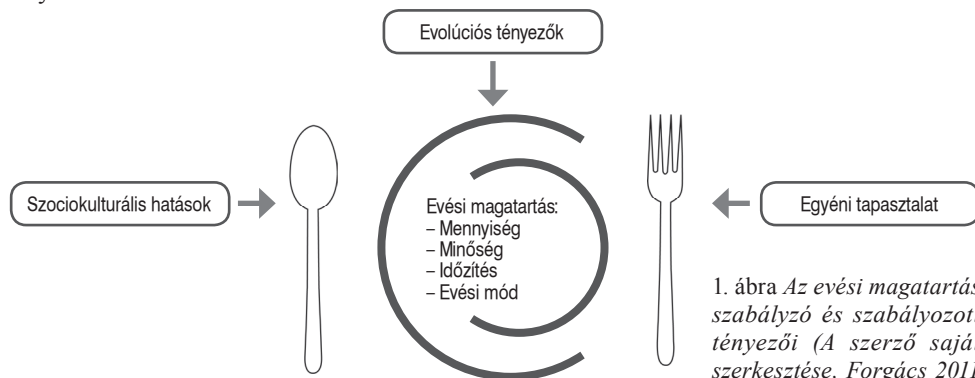 Evolúciós tényezők
Szociokulturális hatások
Evési magatartás:
– Mennyiség
– Minőség
– Időzítés
– Evési mód
Egyéni tapasztalat
1. ábra Az evési magatartás
szabályzó és szabályozott
tényezői (A szerző saját
szerkesztése, Forgács 2011